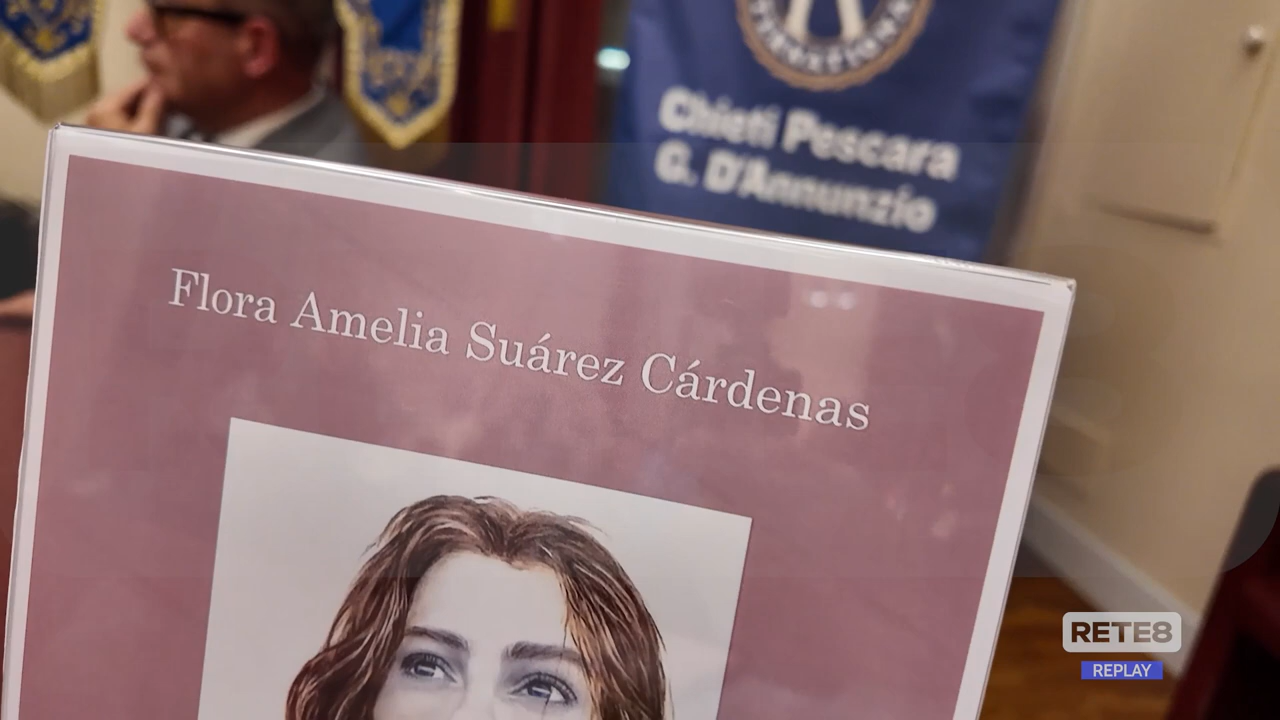 Chieti Pescara
G. D'Annunzio
Flora Amelia Suárez Cárdenas
RETE8
REPLAY